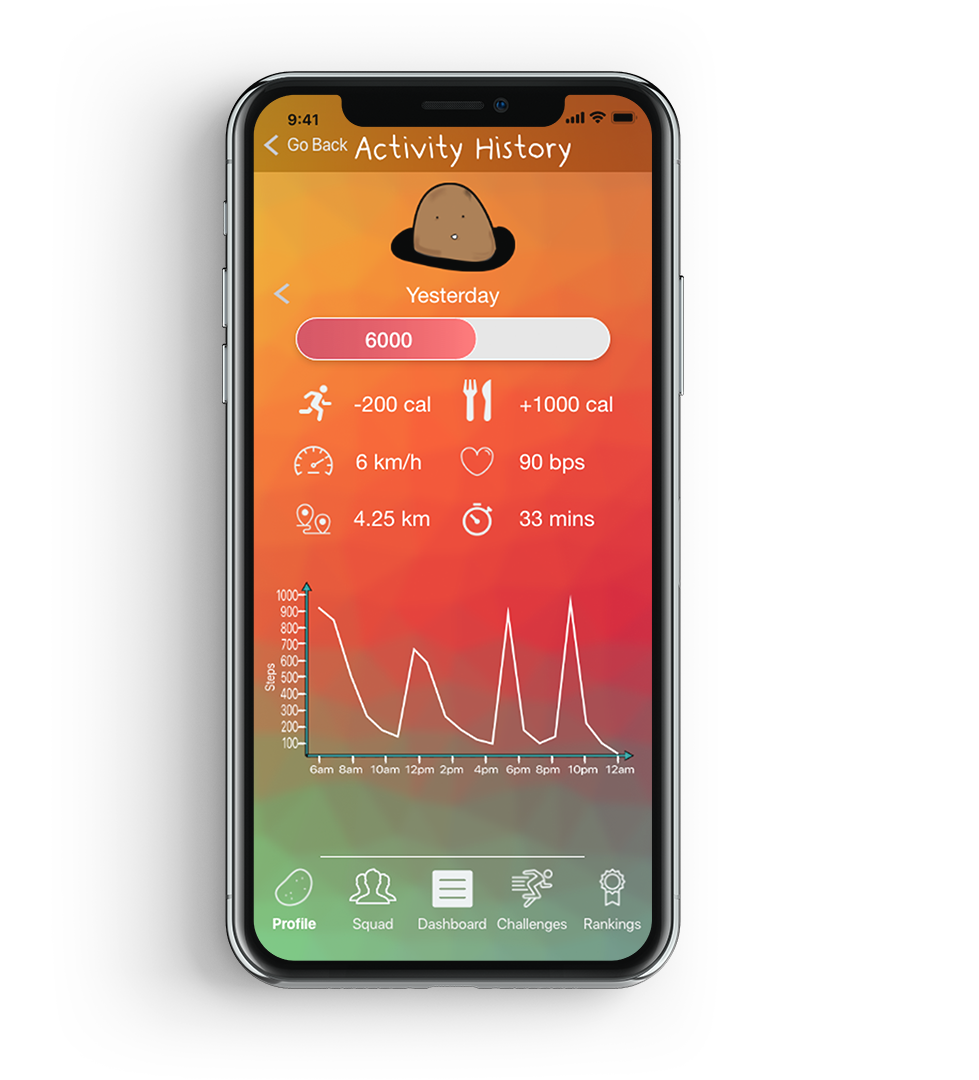 9:41
Go Back Activity History
Yesterday
6000
-200 cal +1000 cal
6 km/h 90 bps
4.25 km 33 mins
1000
900
800
700
600
500
400
300
200
100
Steps
6am 8am 10am 12pm 2pm 4pm 6pm 8pm 10pm 12am
Profile Squad Dashboard Challenges Rankings